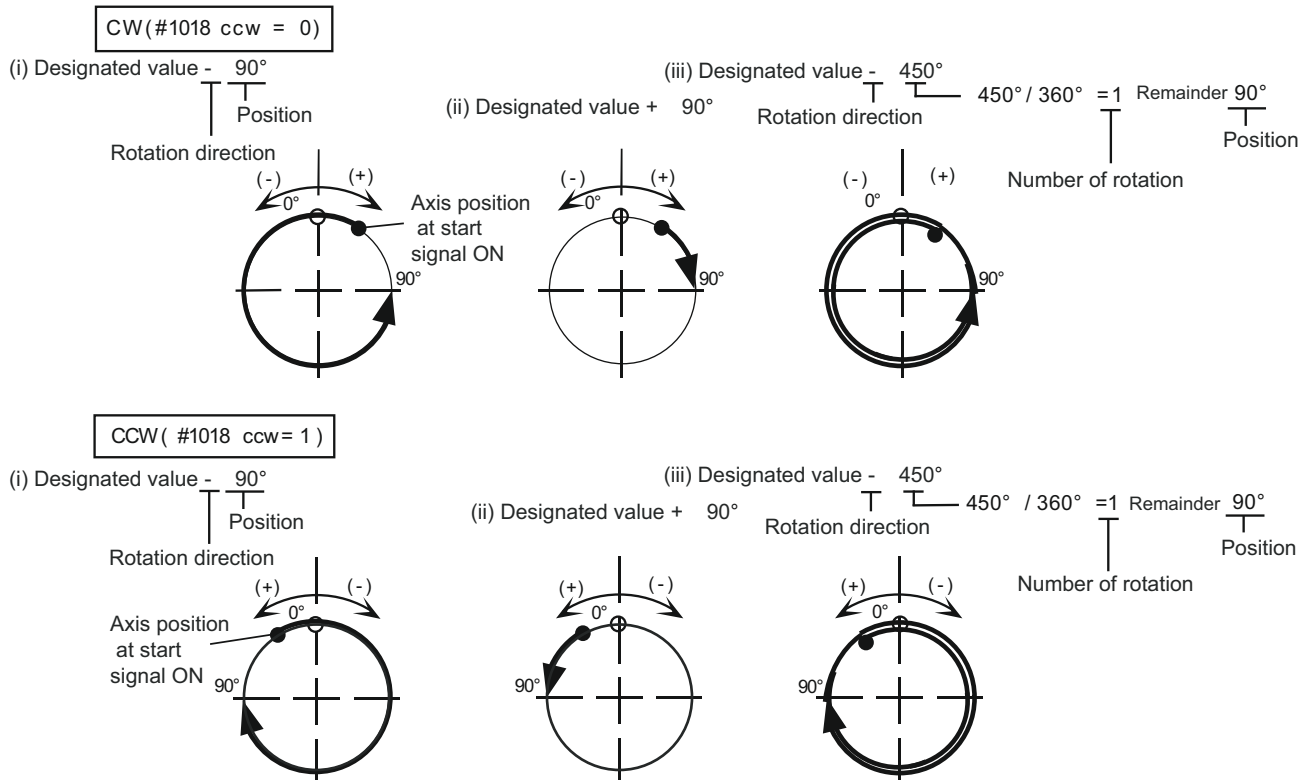 CW(#1018 ccw = 0)
(i) Designated value - 90°
Position
Rotation direction
(ii) Designated value + 90°
(iii) Designated value - 450°
450° / 360° =1 Remainder 90°
Rotation direction
Position
Number of rotation
(-) (+)
0°
Axis position
at start
signal ON
90°
(-) (+)
0°
90°
(-) (+)
0°
90°
CCW( #1018 ccw= 1 )
(i) Designated value - 90°
Position
Rotation direction
(ii) Designated value + 90°
(iii) Designated value - 450°
450° / 360° =1 Remainder 90°
Rotation direction
Position
Number of rotation
(+) (-)
0°
Axis position
at start
signal ON
90°
(+) (-)
0°
90°
(+) (-)
0°
90°